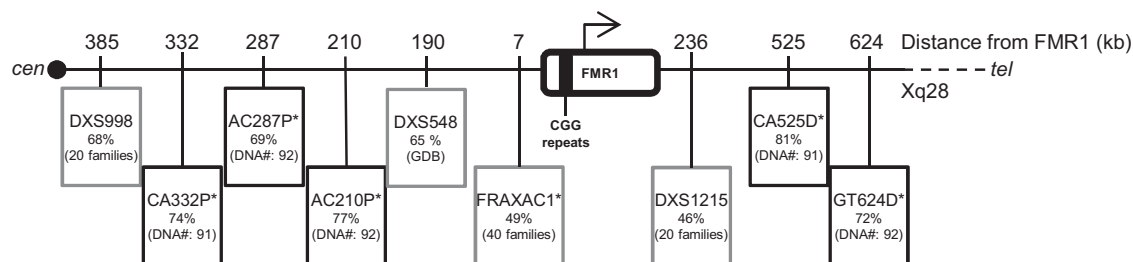 385 332 287 210 190 7 236 525 624 Distance from FMR1 (kb)
cen FMR1 tel
Xq28
CGG
repeats
DXS998
68%
(20 families)
CA332P*
74%
(DNA#: 91)
AC287P*
69%
(DNA#: 92)
AC210P*
77%
(DNA#: 92)
DXS548
65 %
(GDB)
FRAXAC1*
49%
(40 families)
DXS1215
46%
(20 families)
CA525D*
81%
(DNA#: 91)
GT624D*
72%
(DNA#: 92)